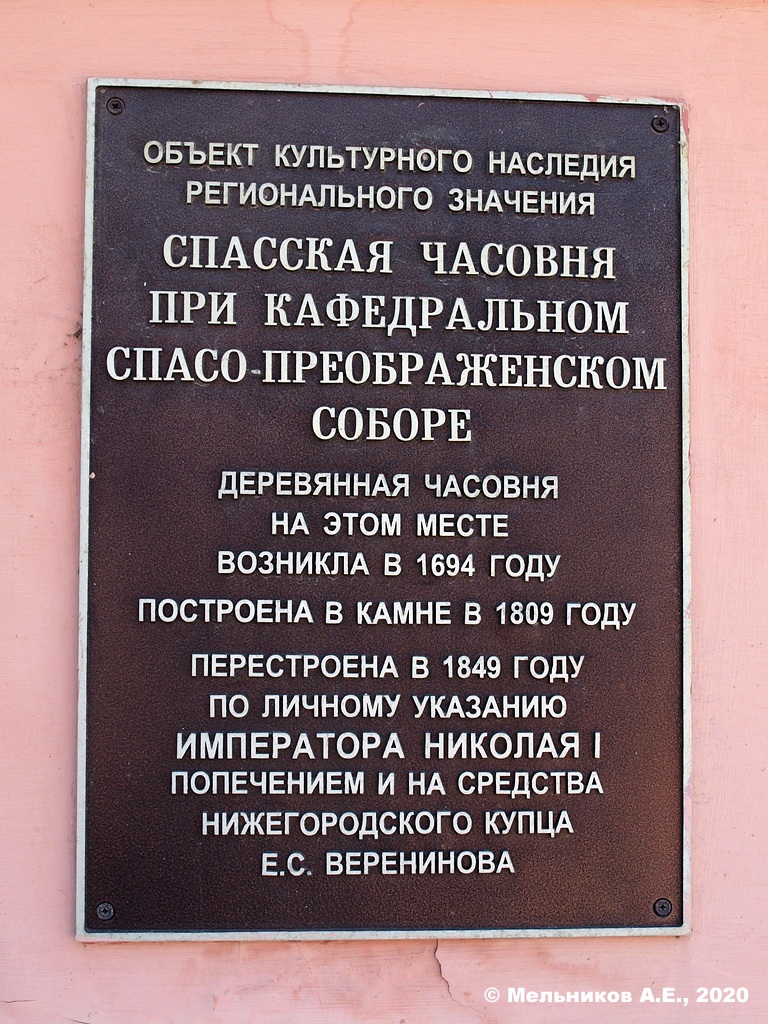 ОБЪЕКТ КУЛЬТУРНОГО НАСЛЕДИЯ
РЕГИОНАЛЬНОГО ЗНАЧЕНИЯ
СПАССКАЯ ЧАСОВНЯ
ПРИ КАФЕДРАЛЬНОМ
СПАСО-ПРЕОБРАЖЕНСКОМ
СОБОРЕ
ДЕРЕВЯННАЯ ЧАСОВНЯ
НА ЭТОМ МЕСТЕ
ВОЗНИКЛА В 1694 ГОДУ
ПОСТРОЕНА В КАМНЕ В 1809 ГОДУ
ПЕРЕСТРОЕНА В 1849 ГОДУ
ПО ЛИЧНОМУ УКАЗАНИЮ
ИМПЕРАТОРА НИКОЛАЯ I
ПОПЕЧЕНИЕМ И НА СРЕДСТВА
НИЖЕГОРОДСКОГО КУПЦА
Е.С. ВЕРЕНИНОВА
© Мельников А.Е., 2020